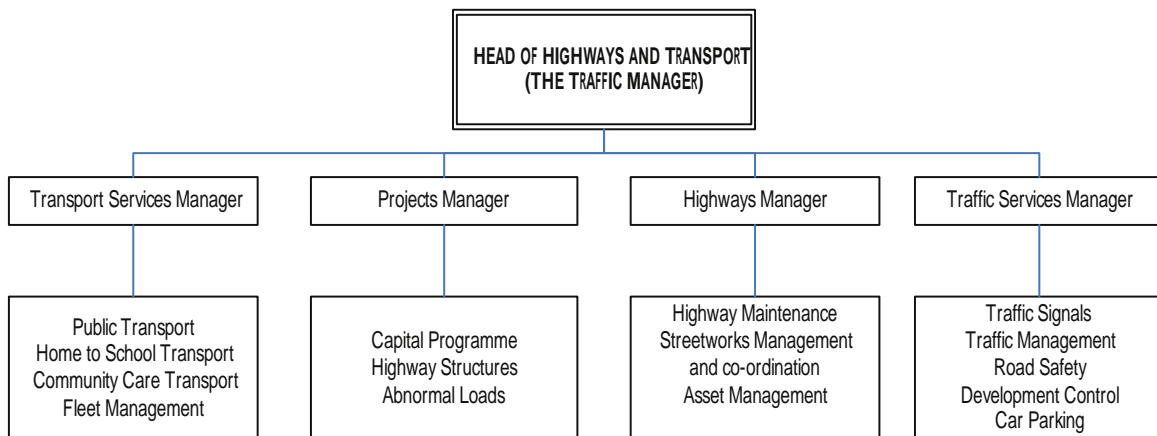 HEAD OF HIGHWAYS AND TRANSPORT
(THE TRAFFIC MANAGER)
Transport Services Manager
Projects Manager
Highways Manager
Traffic Services Manager
Public Transport
Home to School Transport
Community Care Transport
Fleet Management
Capital Programme
Highway Structures
Abnormal Loads
Highway Maintenance
Streetworks Management
and co-ordination
Asset Management
Traffic Signals
Traffic Management
Road Safety
Development Control
Car Parking